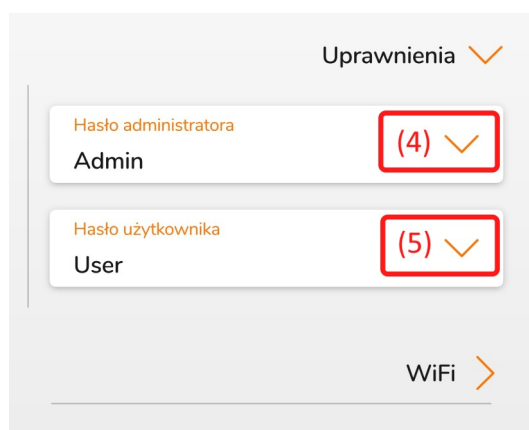 Uprawnienia
Hasło administratora
Admin
(4)
Hasło użytkownika
User
(5)
WiFi